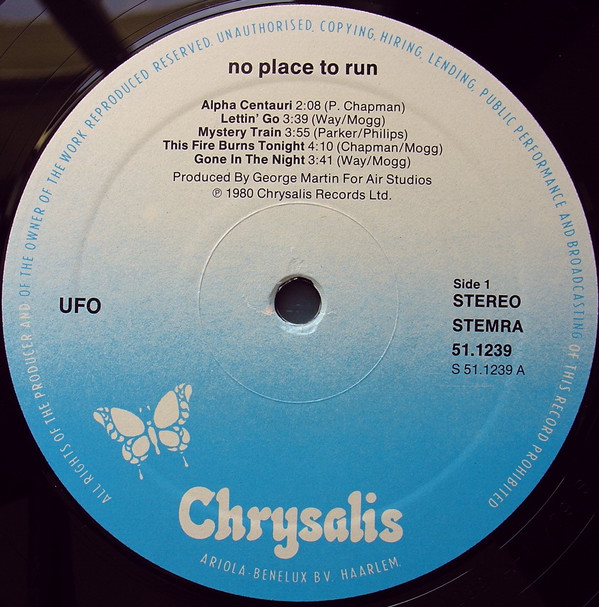 ALL RIGHTS OF THE PRODUCER AND OF THE OWNER OF THE WORK REPRODUCED RESERVED. UNAUTHORISED, COPYING, HIRING, LENDING, PUBLIC PERFORMANCE AND BROADCASTING OF THIS RECORD PROHIBITED
no place to run
Alpha Centauri 2:08 (P. Chapman)
Lettin' Go 3:39 (Way/Mogg)
Mystery Train 3:55 (Parker/Philips)
This Fire Burns Tonight 4:10 (Chapman/Mogg)
Gone In The Night 3:41 (Way/Mogg)
Produced By George Martin For Air Studios
℗ 1980 Chrysalis Records Ltd.
UFO
Side 1
STEREO
STEMRA
51.1239
S 51.1239 A
Chrysalis
ARIOLA-BENELUX B.V. HAARLEM.